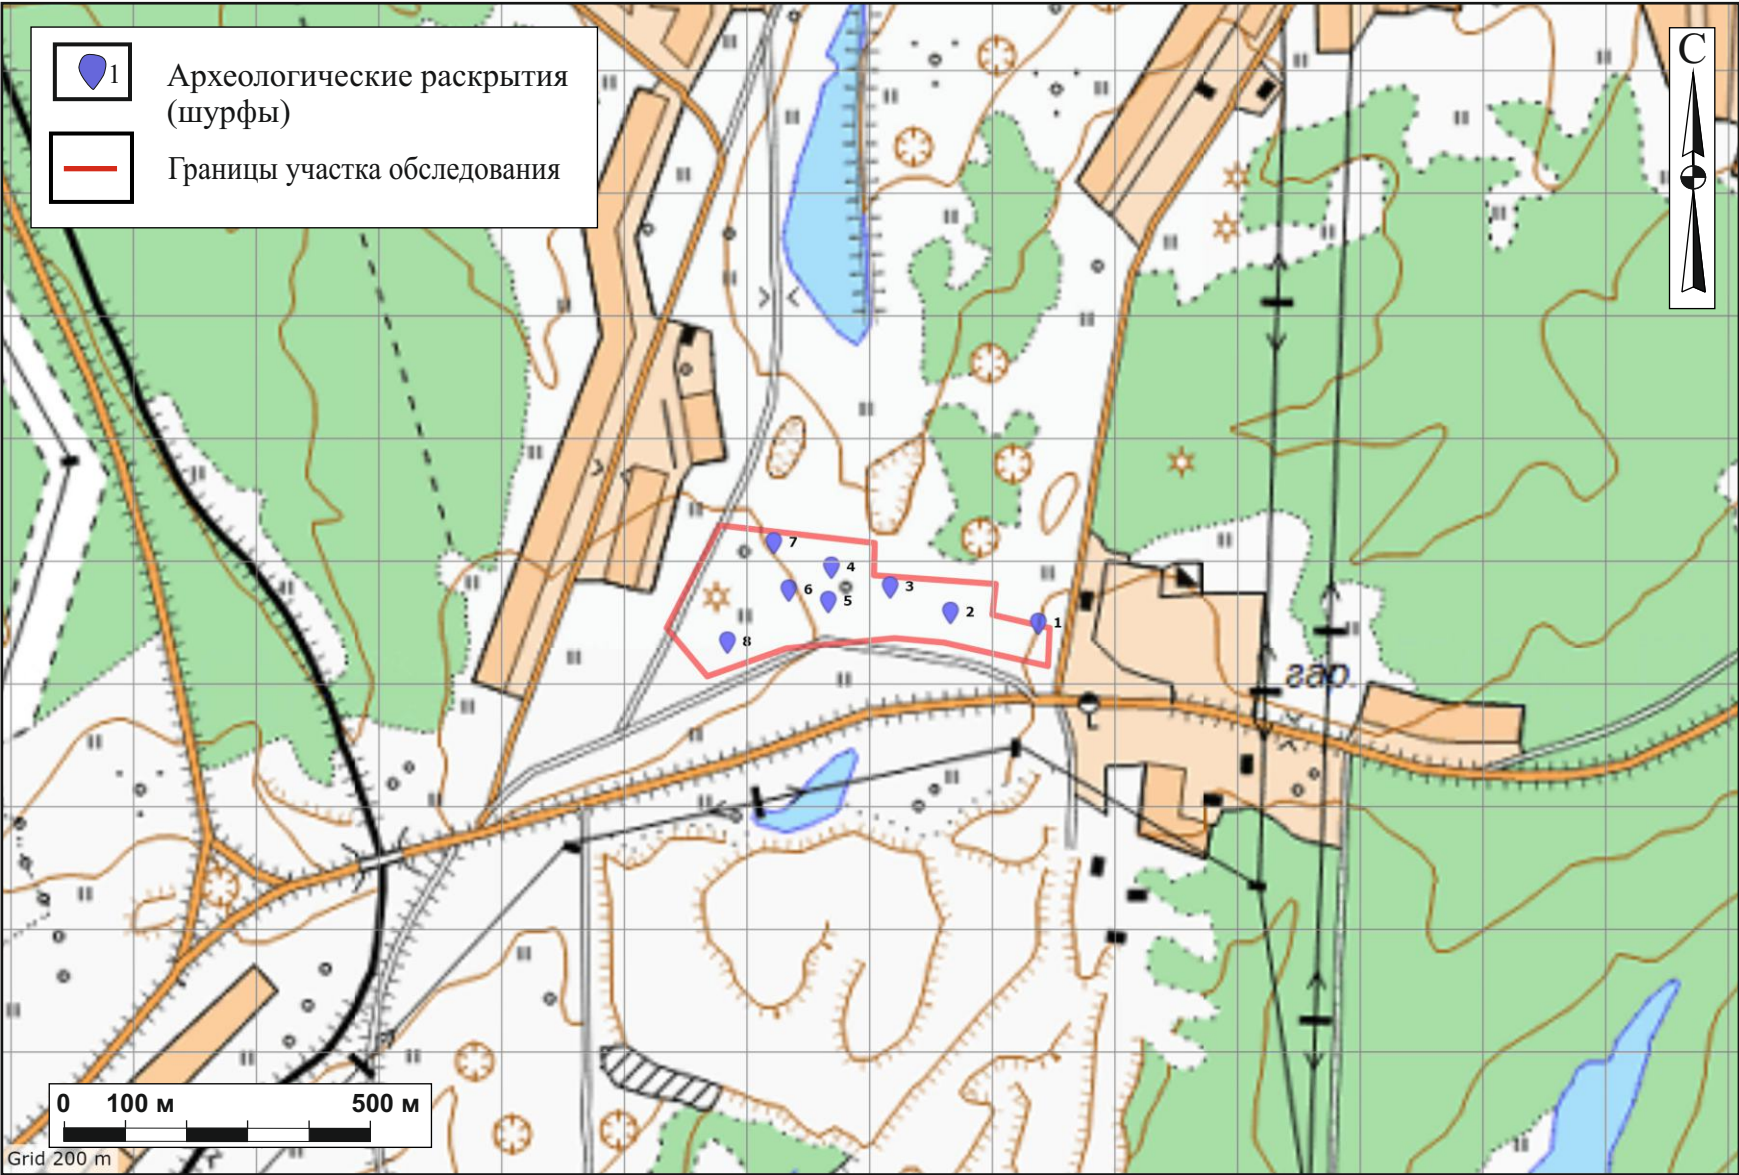 1
Археологические раскрытия
(шурфы)
Границы участка обследования
С
7
4
6
5
3
2
1
8
гар.
0 100 м 500 м
Grid 200 m